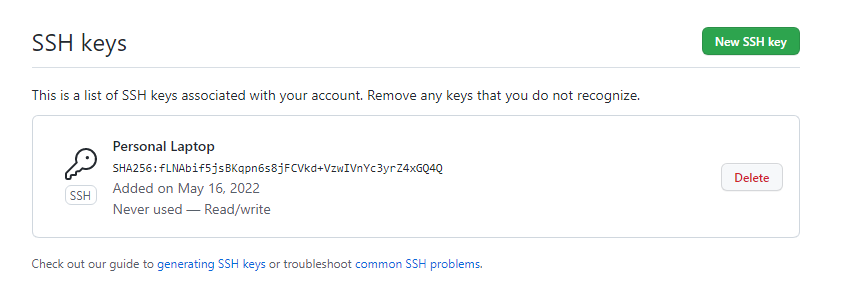 SSH keys
New SSH key
This is a list of SSH keys associated with your account. Remove any keys that you do not recognize.
Personal Laptop
SHA256:fLNAbif5jsBKqpn6s8jFCVkd+VzwIVnYc3yrZ4xGQ4Q
SSH
Added on May 16, 2022
Never used — Read/write
Delete
Check out our guide to generating SSH keys or troubleshoot common SSH problems.